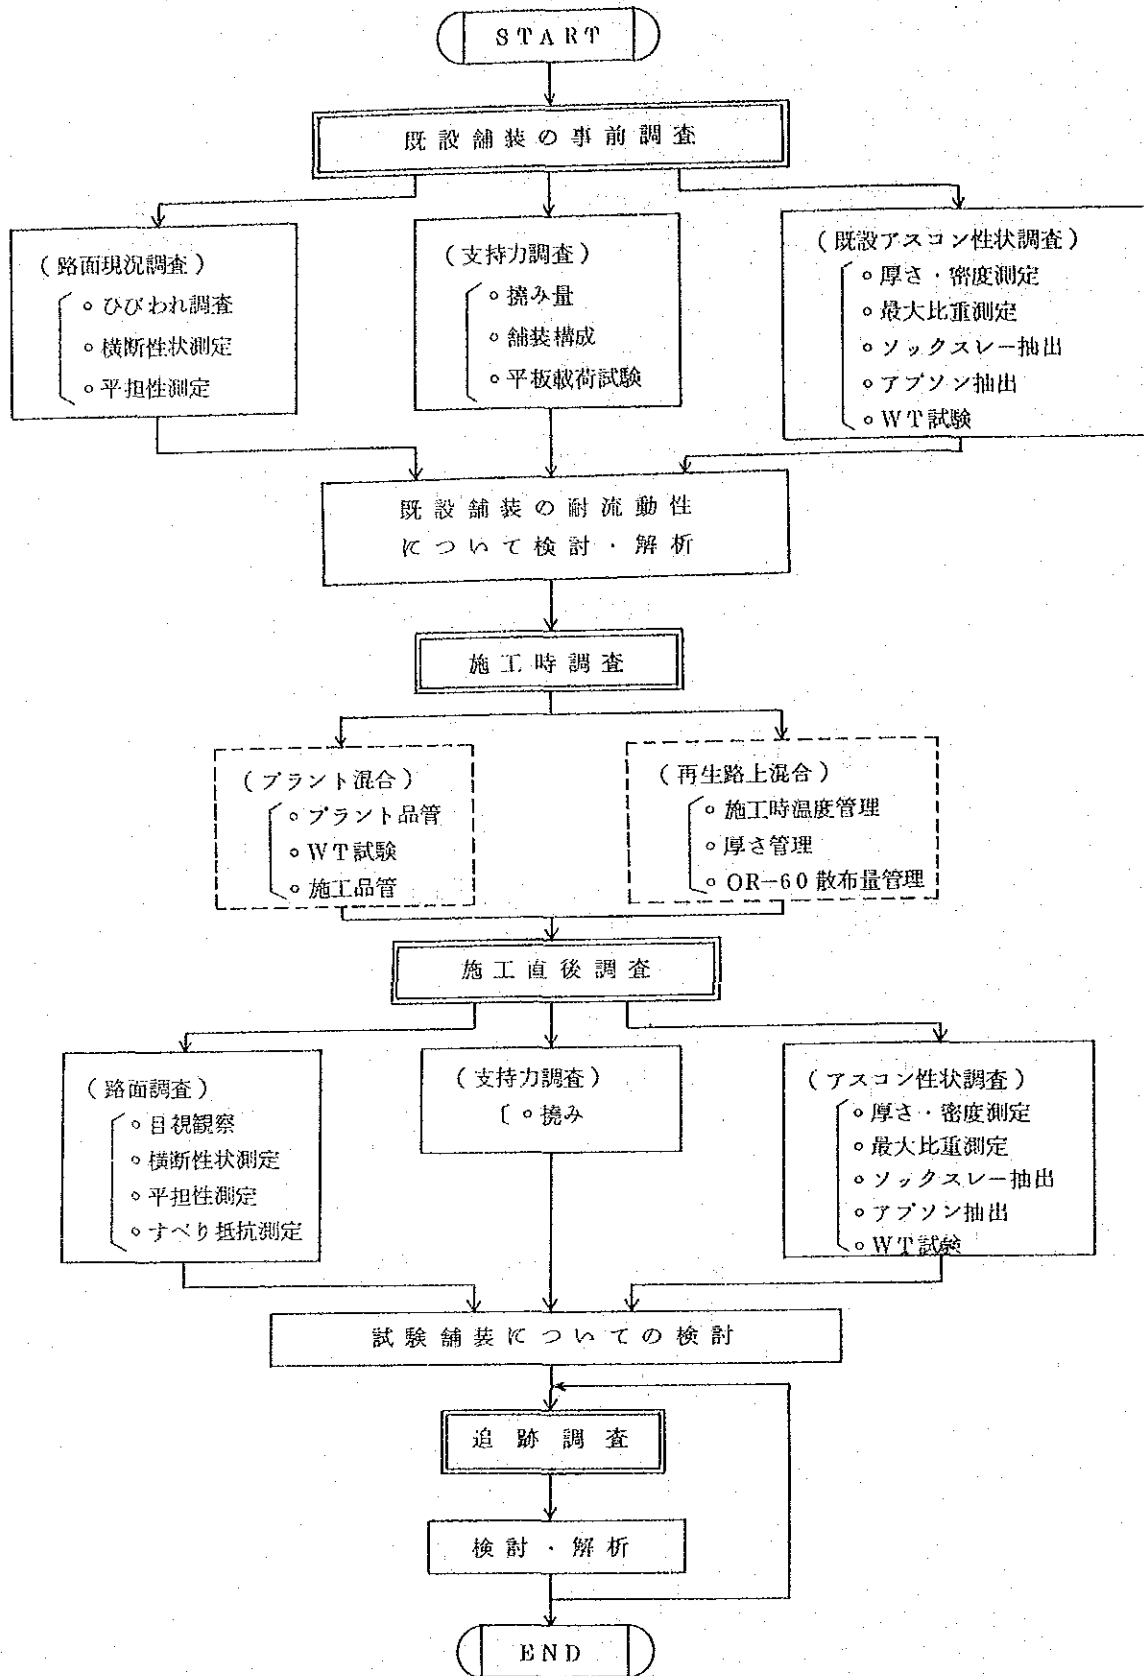 START
既設舗装の事前調査
(路面現況調査)
。ひびわれ調査
。横断性状測定
。平担性測定
(支持力調査)
。撓み量
。舗装構成
。平板載荷試験
(既設アスコン性状調査)
。厚さ・密度測定
。最大比重測定
。ソックスレー抽出
。アブソン抽出
。WT試験
既設舗装の耐流動性
について検討・解析
施工時調査
(プラント混合)
。プラント品管
。WT試験
。施工品管
(再生路上混合)
。施工時温度管理
。厚さ管理
。OR-60散布量管理
施工直後調査
(路面調査)
。目視観察
。横断性状測定
。平担性測定
。すべり抵抗測定
(支持力調査)
。撓み
(アスコン性状調査)
。厚さ・密度測定
。最大比重測定
。ソックスレー抽出
。アブソン抽出
。WT試験
試験舗装についての検討
追跡調査
検討・解析
END